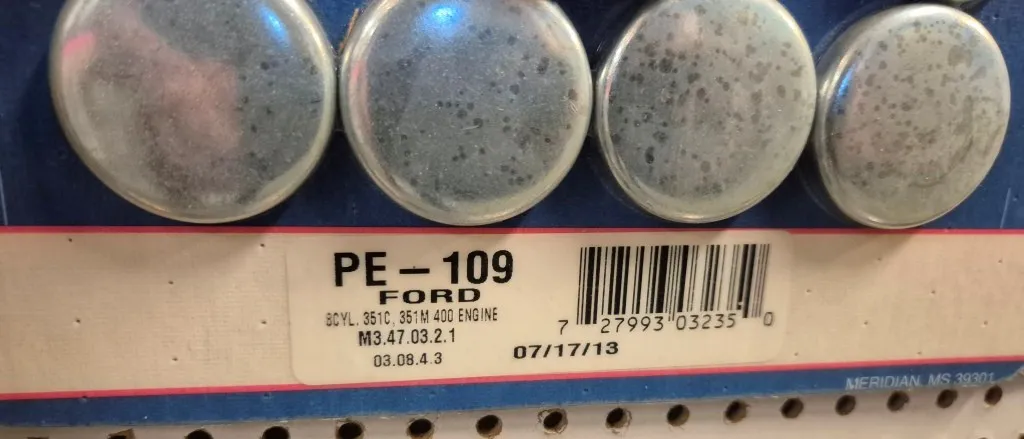 PE – 109
FORD
8CYL. 351C, 351M 400 ENGINE
M3.47.03.2.1
03.08.4.3
7 27993 03235 0
07/17/13
MERIDIAN, MS 39301